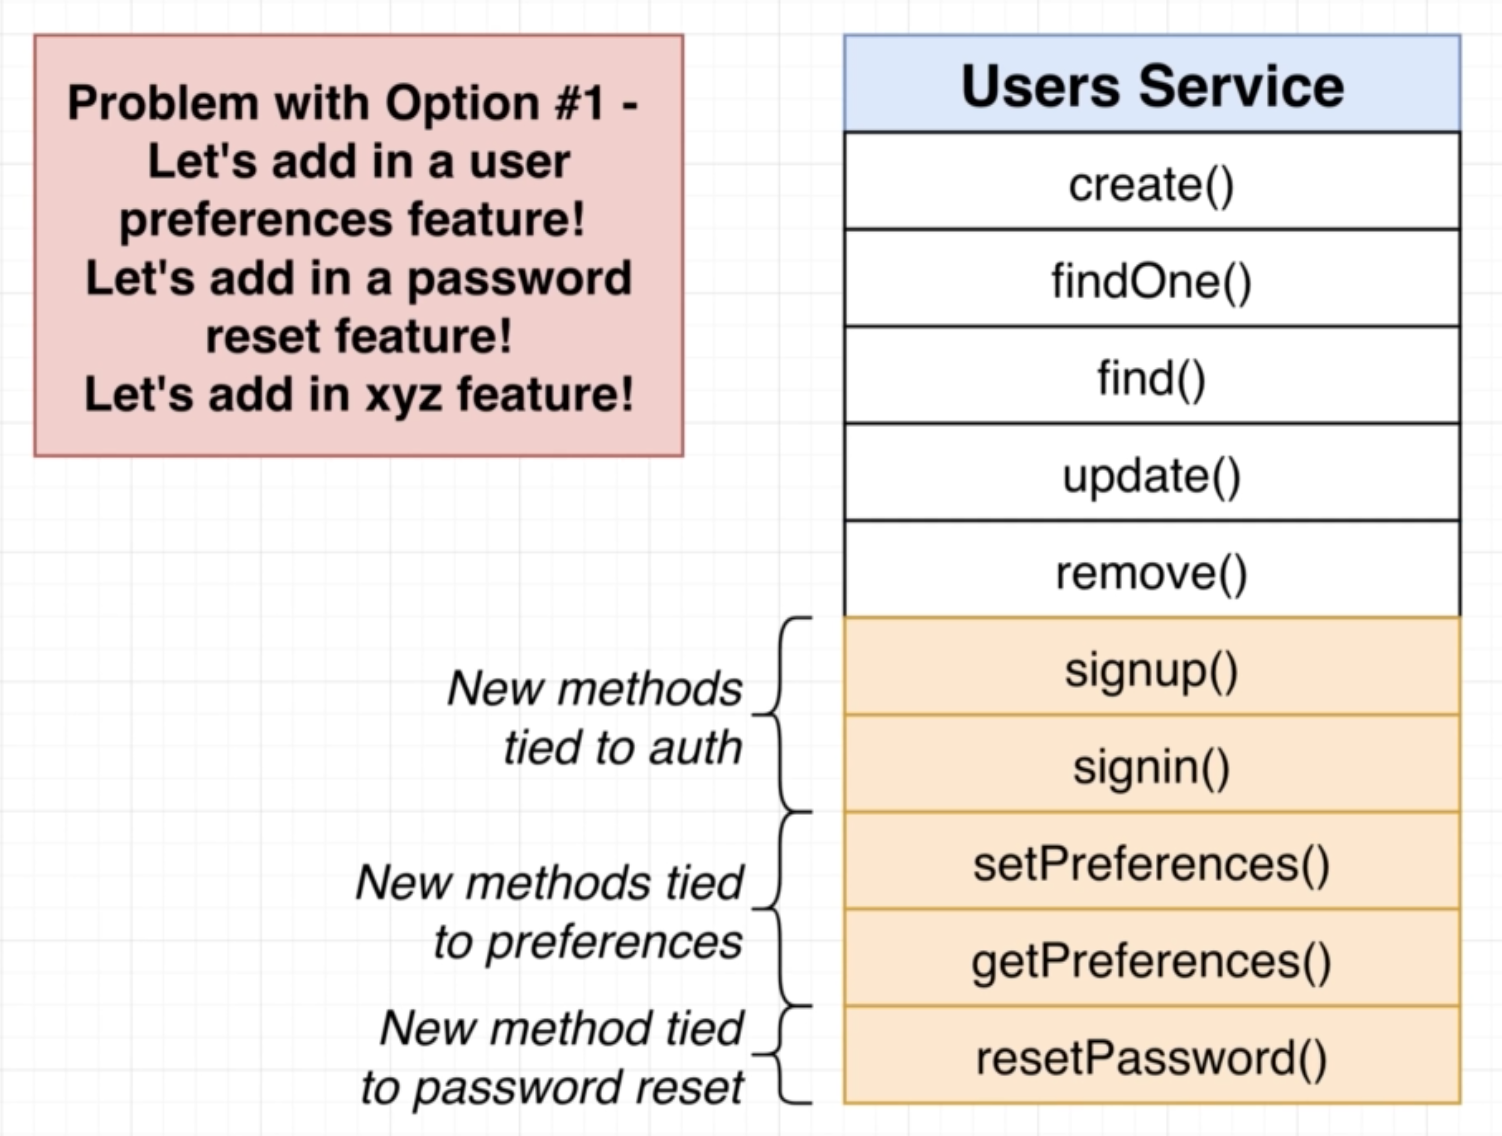 Problem with Option #1 -
Let's add in a user
preferences feature!
Let's add in a password
reset feature!
Let's add in xyz feature!
Users Service
create()
findOne()
find()
update()
remove()
signup()
signin()
setPreferences()
getPreferences()
resetPassword()
New methods
tied to auth
New methods tied
to preferences
New method tied
to password reset